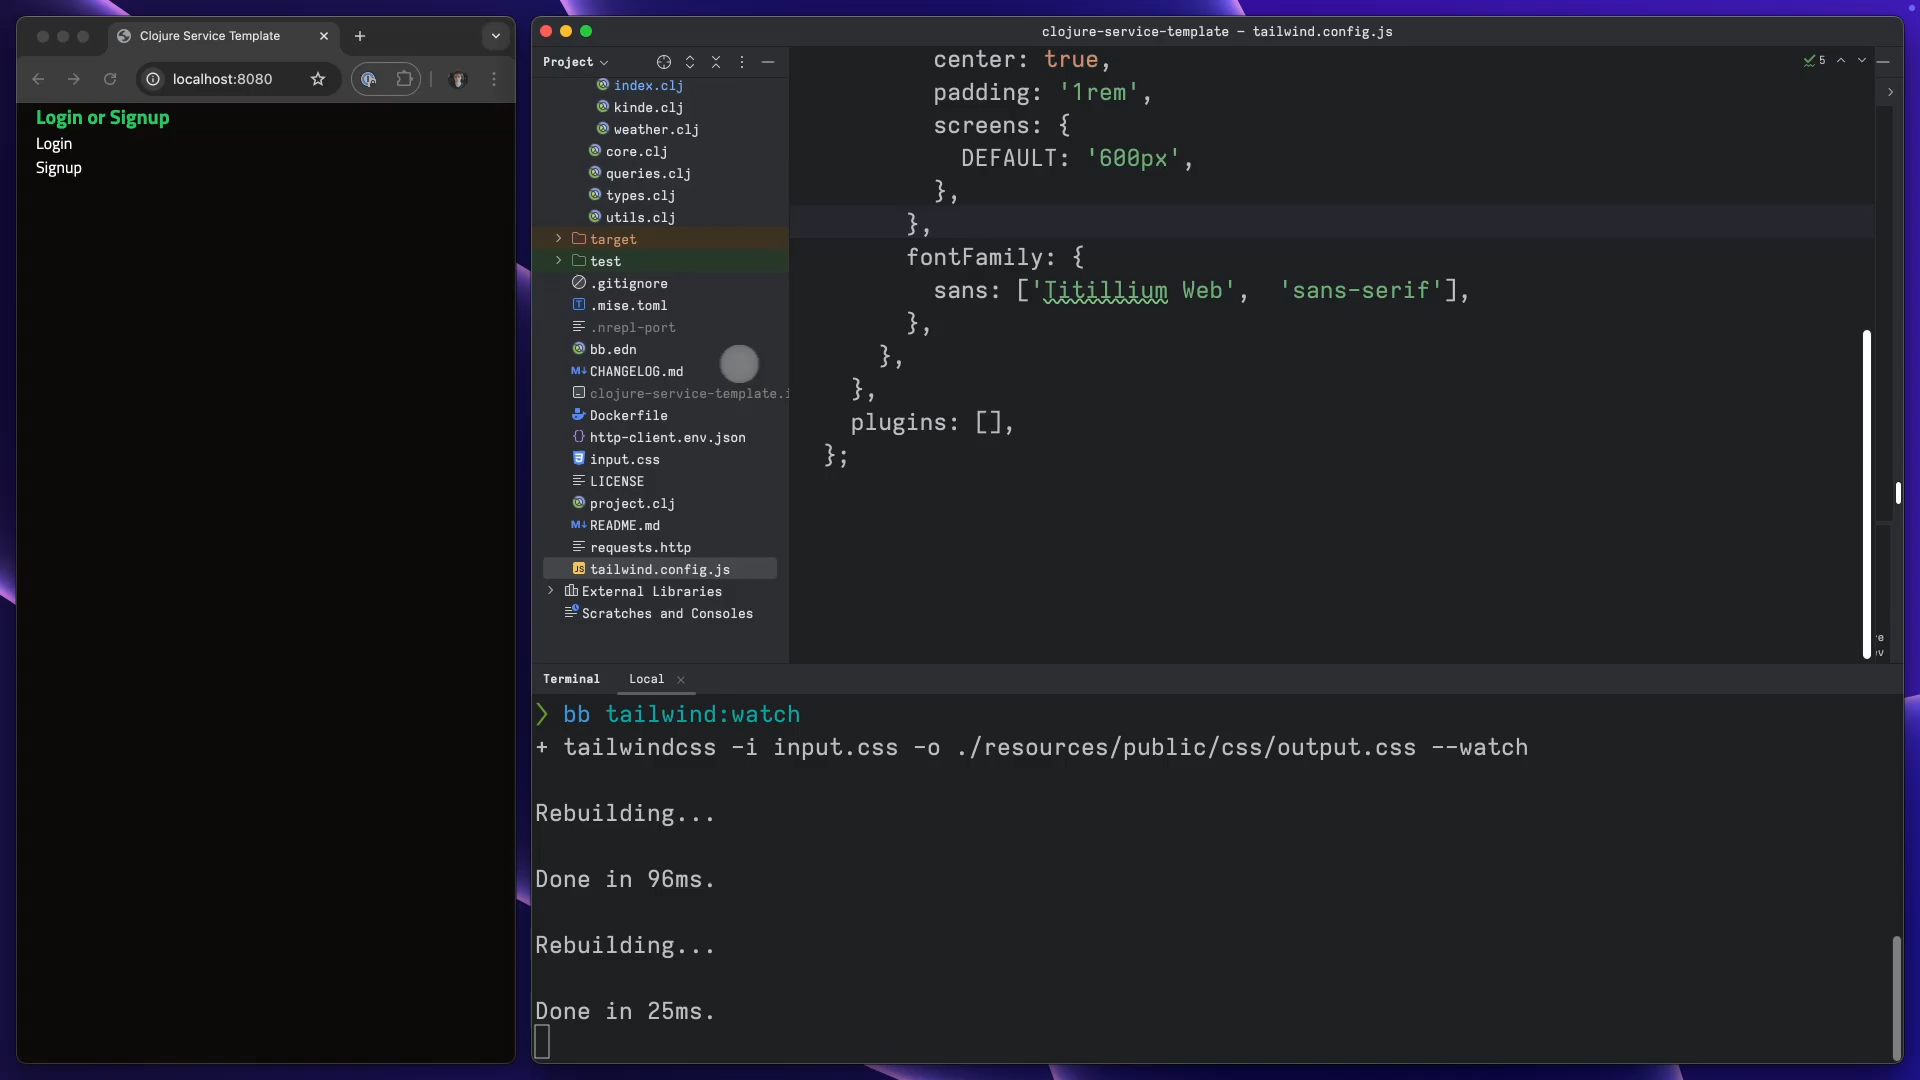 Clojure Service Template
localhost:8080
Login or Signup
Login
Signup
clojure-service-template – tailwind.config.js
Project
index.clj
kinde.clj
weather.clj
core.clj
queries.clj
types.clj
utils.clj
target
test
.gitignore
.mise.toml
.nrepl-port
bb.edn
CHANGELOG.md
clojure-service-template.i
Dockerfile
http-client.env.json
input.css
LICENSE
project.clj
README.md
requests.http
tailwind.config.js
External Libraries
Scratches and Consoles
center: true,
padding: '1rem',
screens: {
DEFAULT: '600px',
},
},
fontFamily: {
sans: ['Titillium Web',  'sans-serif'],
},
},
},
plugins: [],
};
5
Terminal
Local
❯ bb tailwind:watch
+ tailwindcss -i input.css -o ./resources/public/css/output.css --watch
Rebuilding...
Done in 96ms.
Rebuilding...
Done in 25ms.